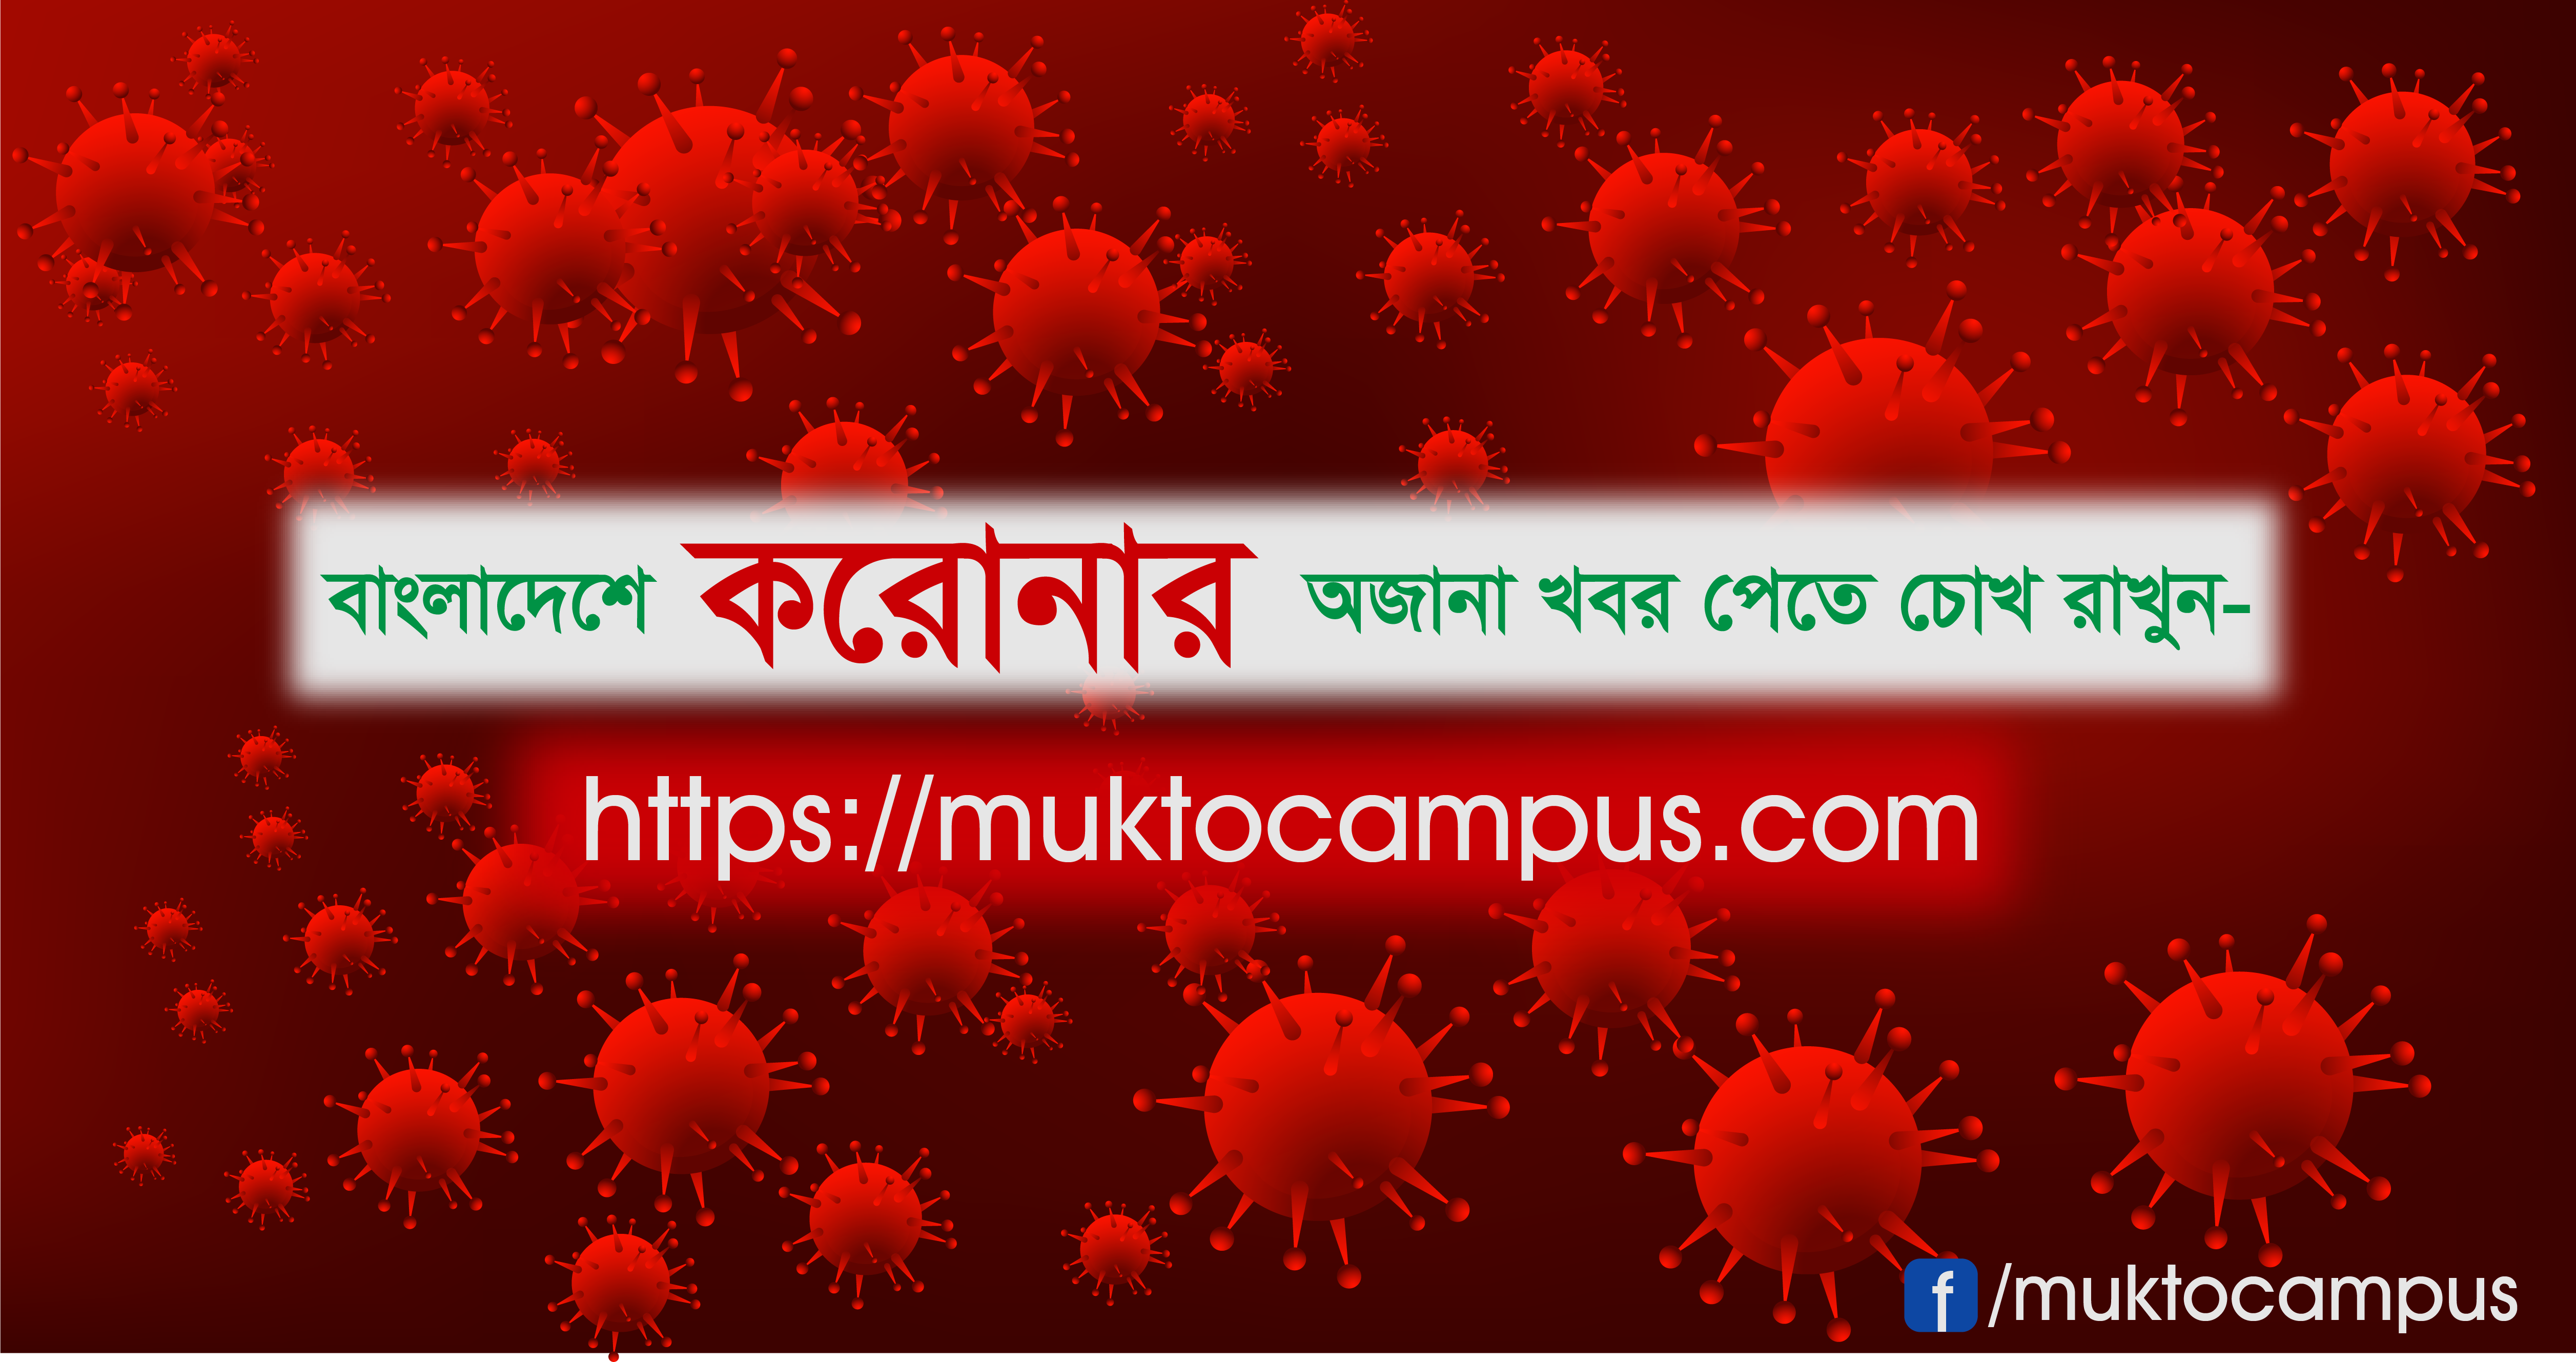 বাংলাদেশে করোনার অজানা খবর পেতে চোখ রাখুন-
https://muktocampus.com
f /muktocampus